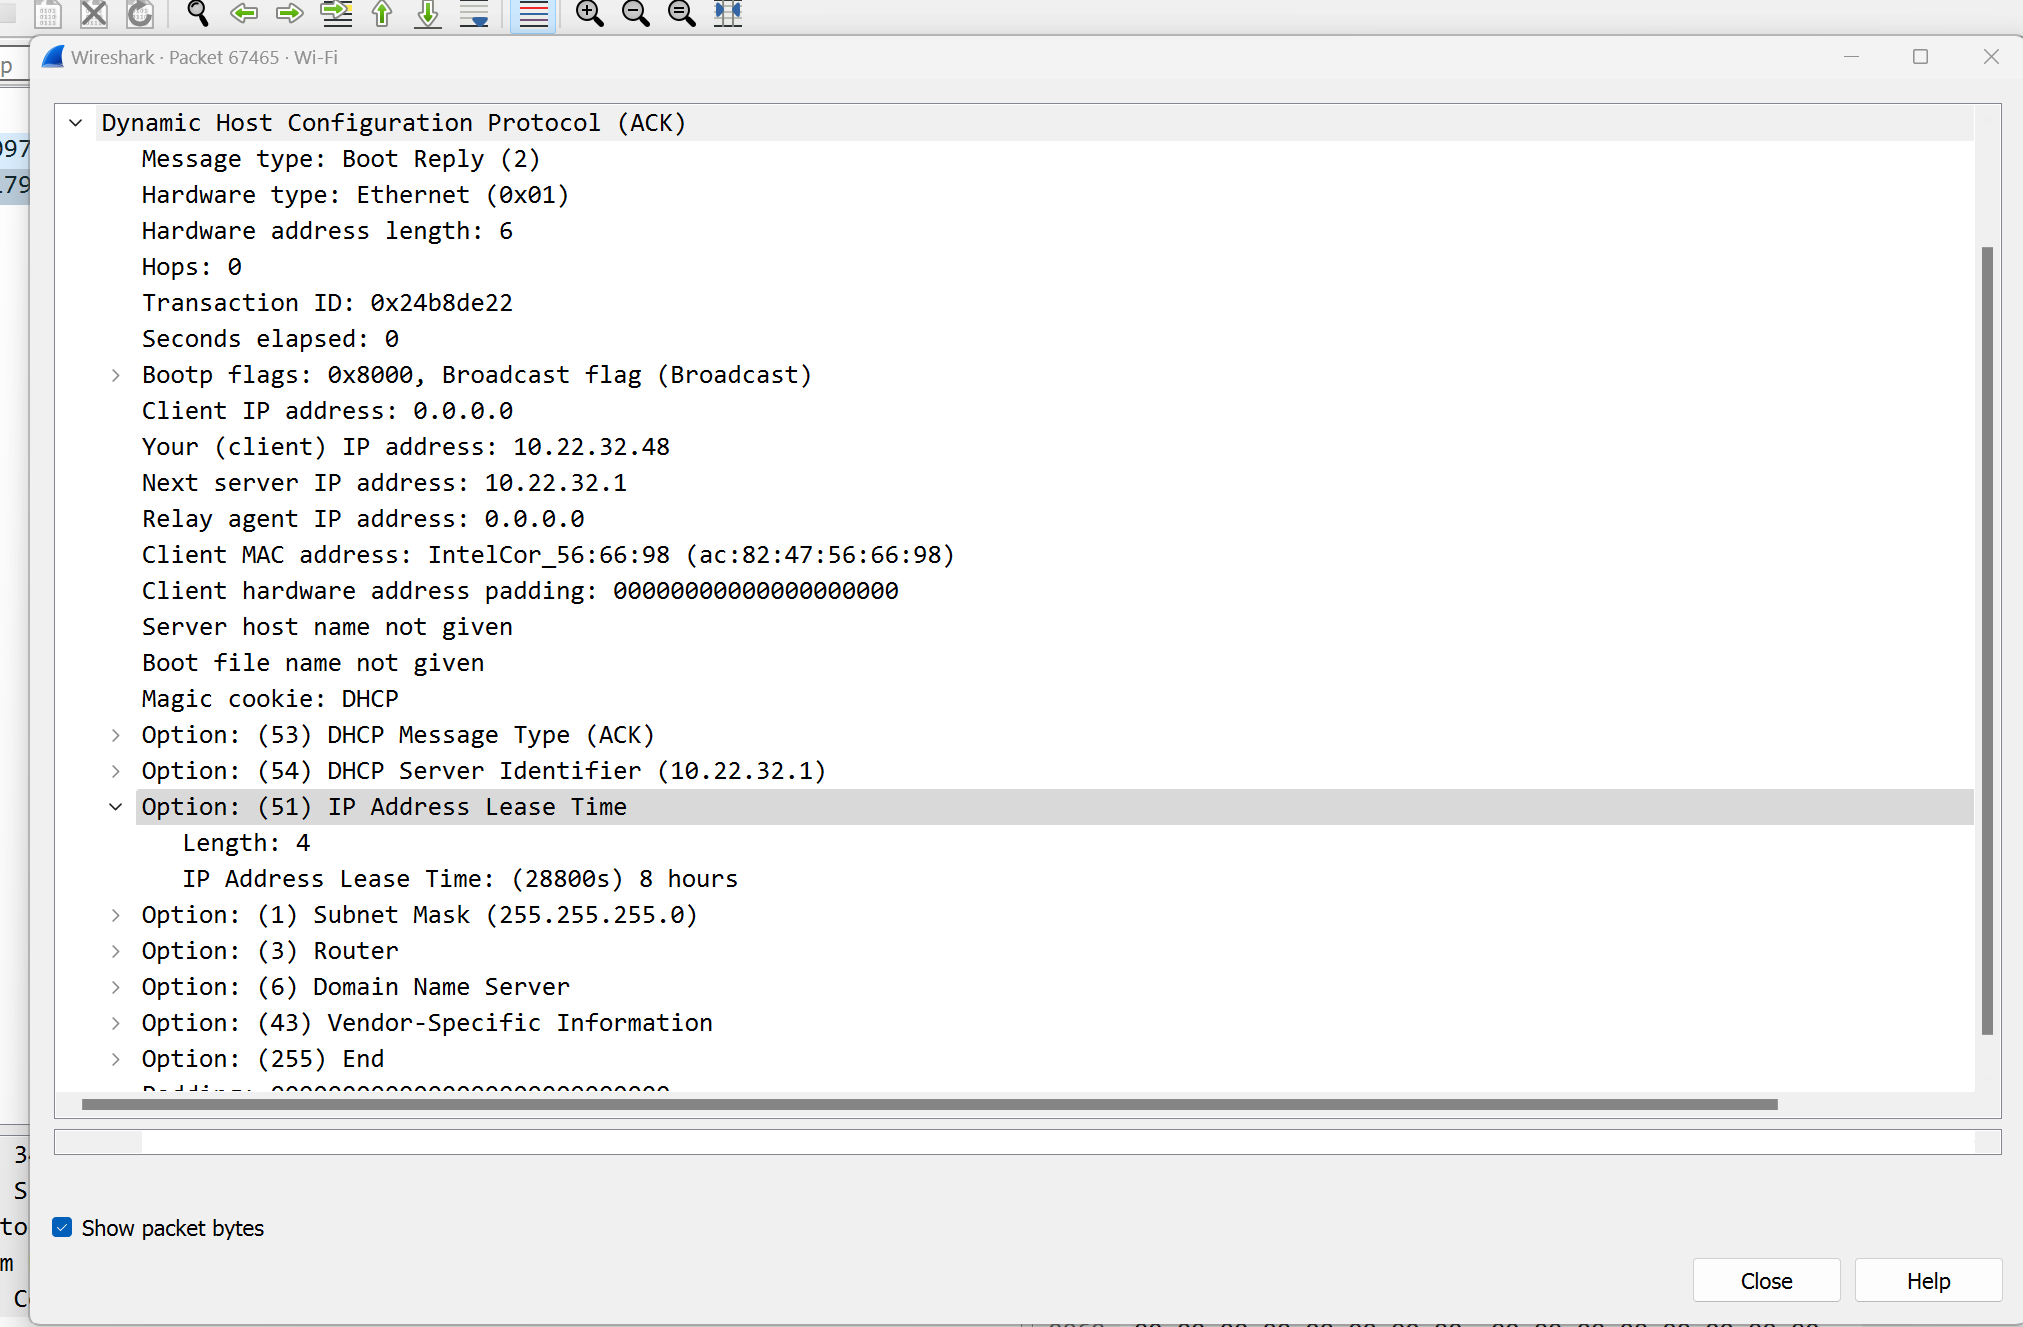 Wireshark · Packet 67465 · Wi-Fi
p
Dynamic Host Configuration Protocol (ACK)
Message type: Boot Reply (2)
Hardware type: Ethernet (0x01)
Hardware address length: 6
Hops: 0
Transaction ID: 0x24b8de22
Seconds elapsed: 0
Bootp flags: 0x8000, Broadcast flag (Broadcast)
Client IP address: 0.0.0.0
Your (client) IP address: 10.22.32.48
Next server IP address: 10.22.32.1
Relay agent IP address: 0.0.0.0
Client MAC address: IntelCor_56:66:98 (ac:82:47:56:66:98)
Client hardware address padding: 00000000000000000000
Server host name not given
Boot file name not given
Magic cookie: DHCP
Option: (53) DHCP Message Type (ACK)
Option: (54) DHCP Server Identifier (10.22.32.1)
Option: (51) IP Address Lease Time
Length: 4
IP Address Lease Time: (28800s) 8 hours
Option: (1) Subnet Mask (255.255.255.0)
Option: (3) Router
Option: (6) Domain Name Server
Option: (43) Vendor-Specific Information
Option: (255) End
Show packet bytes
Close
Help